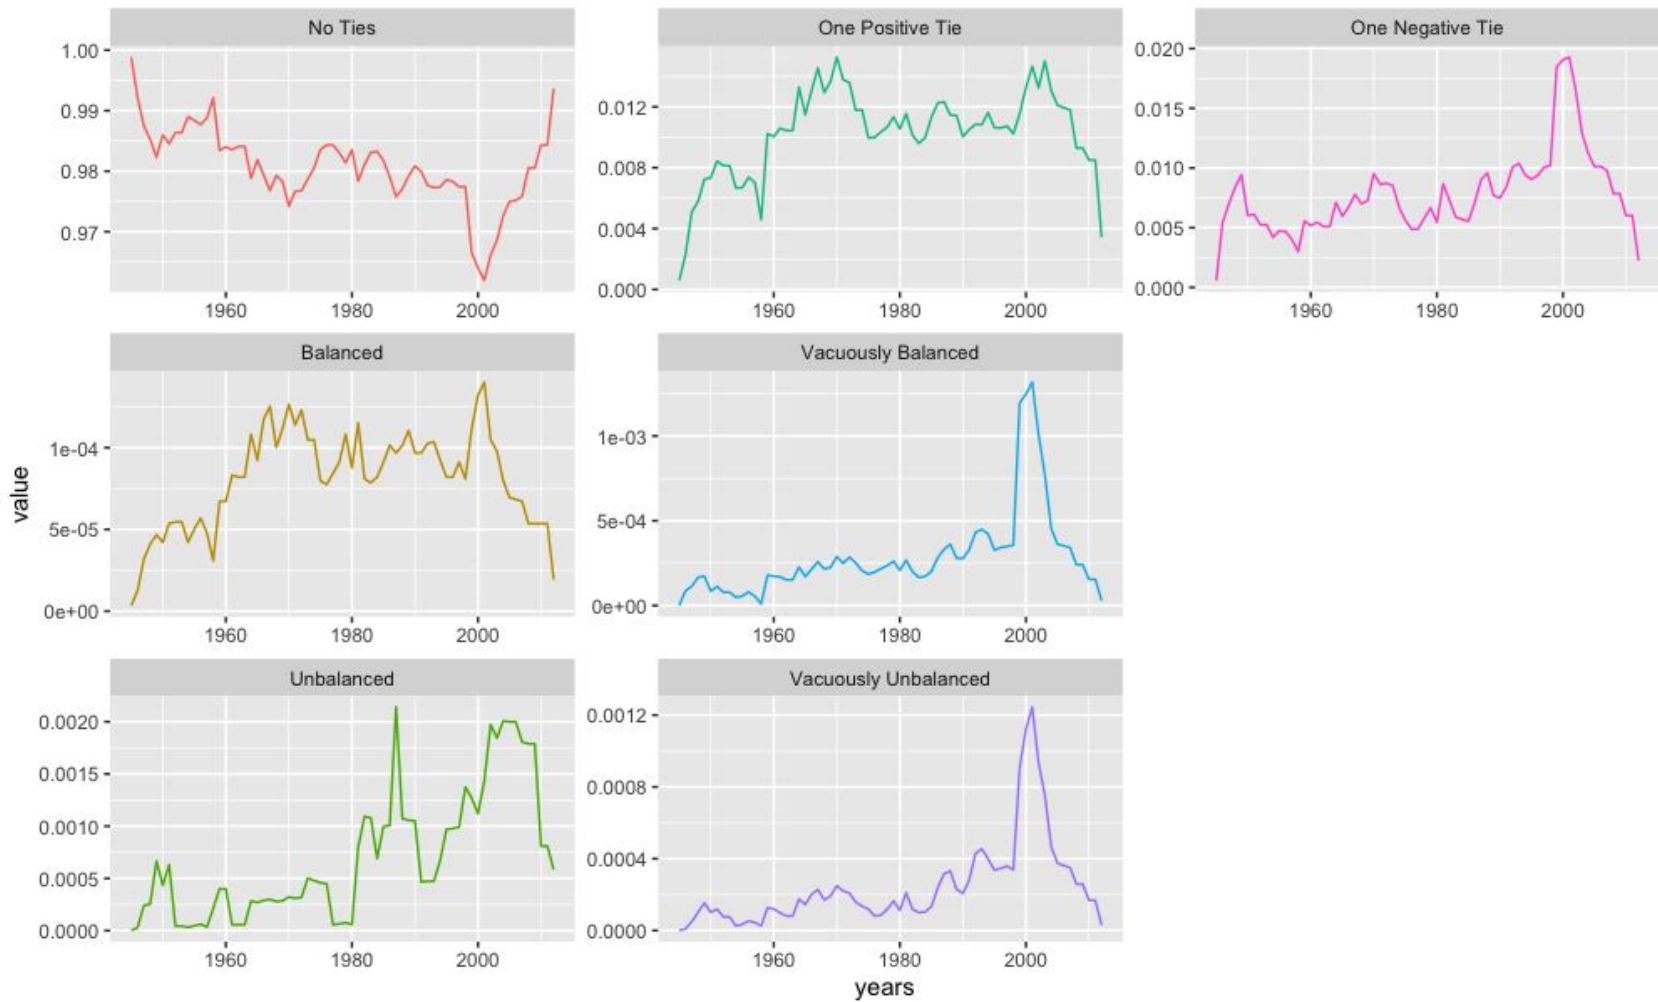 No Ties
One Positive Tie
One Negative Tie
1.00
0.99
0.98
0.97
1960 1980 2000
0.012
0.008
0.004
0.000
1960 1980 2000
0.020
0.015
0.010
0.005
0.000
1960 1980 2000
Balanced
Vacuously Balanced
value
1e-04
5e-05
0e+00
1960 1980 2000
1e-03
5e-04
0e+00
1960 1980 2000
Unbalanced
Vacuously Unbalanced
0.0020
0.0015
0.0010
0.0005
0.0000
1960 1980 2000
0.0012
0.0008
0.0004
0.0000
1960 1980 2000
years